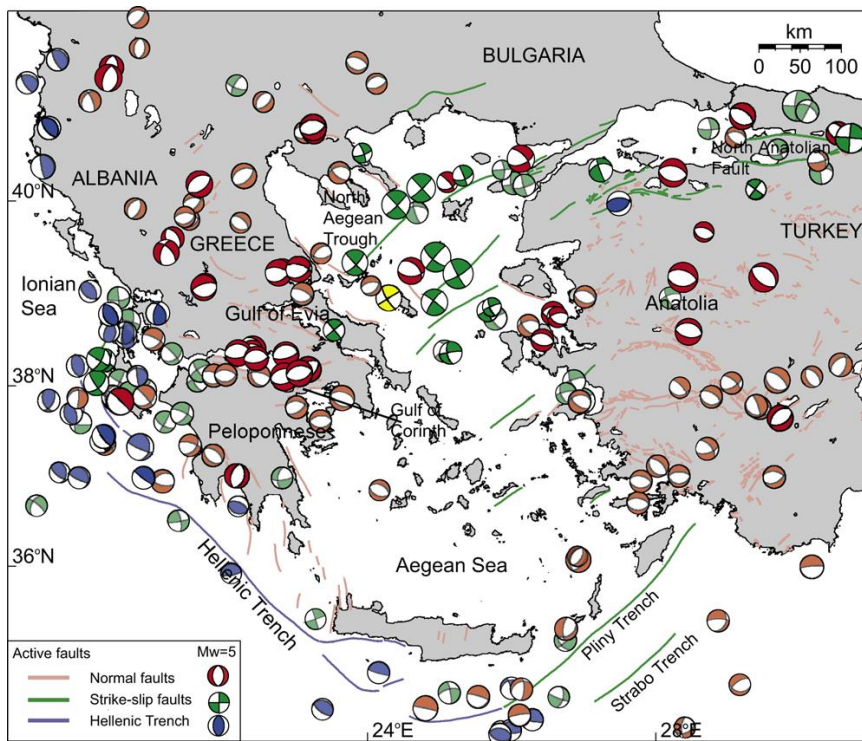 BULGARIA
km
0 50 100
ALBANIA
40°N
North Anatolian
Fault
North
Aegean
Trough
GREECE
TURKEY
Ionian
Sea
Gulf of Evia
Anatolia
38°N
Gulf of
Corinth
Peloponnese
36°N
Hellenic Trench
Aegean Sea
Pliny Trench
Strabo Trench
Active faults
Mw=5
Normal faults
Strike-slip faults
Hellenic Trench
24°E
28°E